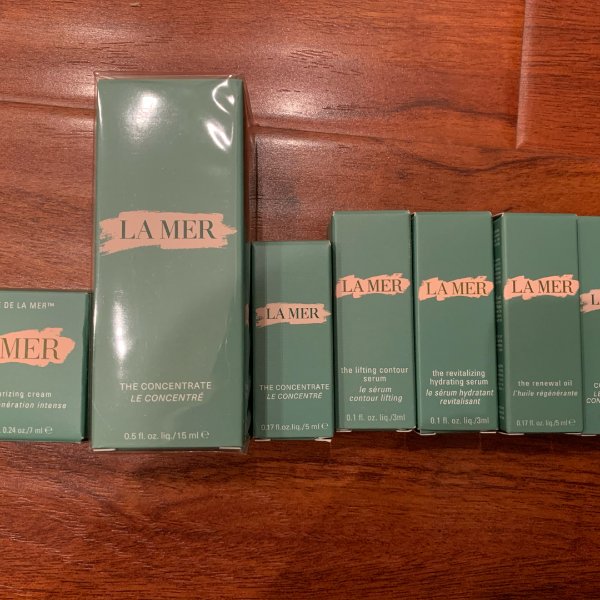 DE LA MER™
MER
cream
0.24 oz./7 ml ℮
LA MER
THE CONCENTRATE
LE CONCENTRÉ
0.5 fl. oz. liq./15 ml ℮
LA MER
THE CONCENTRATE
LE CONCENTRÉ
0.17 fl. oz. liq./5 ml ℮
LA MER
the lifting contour
serum
le sérum
contour lifting
0.1 fl. oz. liq./3ml
LA MER
the revitalizing
hydrating serum
le sérum hydratant
revitalisant
0.1 fl. oz. liq./3ml
LA MER
the renewal oil
l'huile régénérante
0.17 fl. oz. liq./5 ml ℮